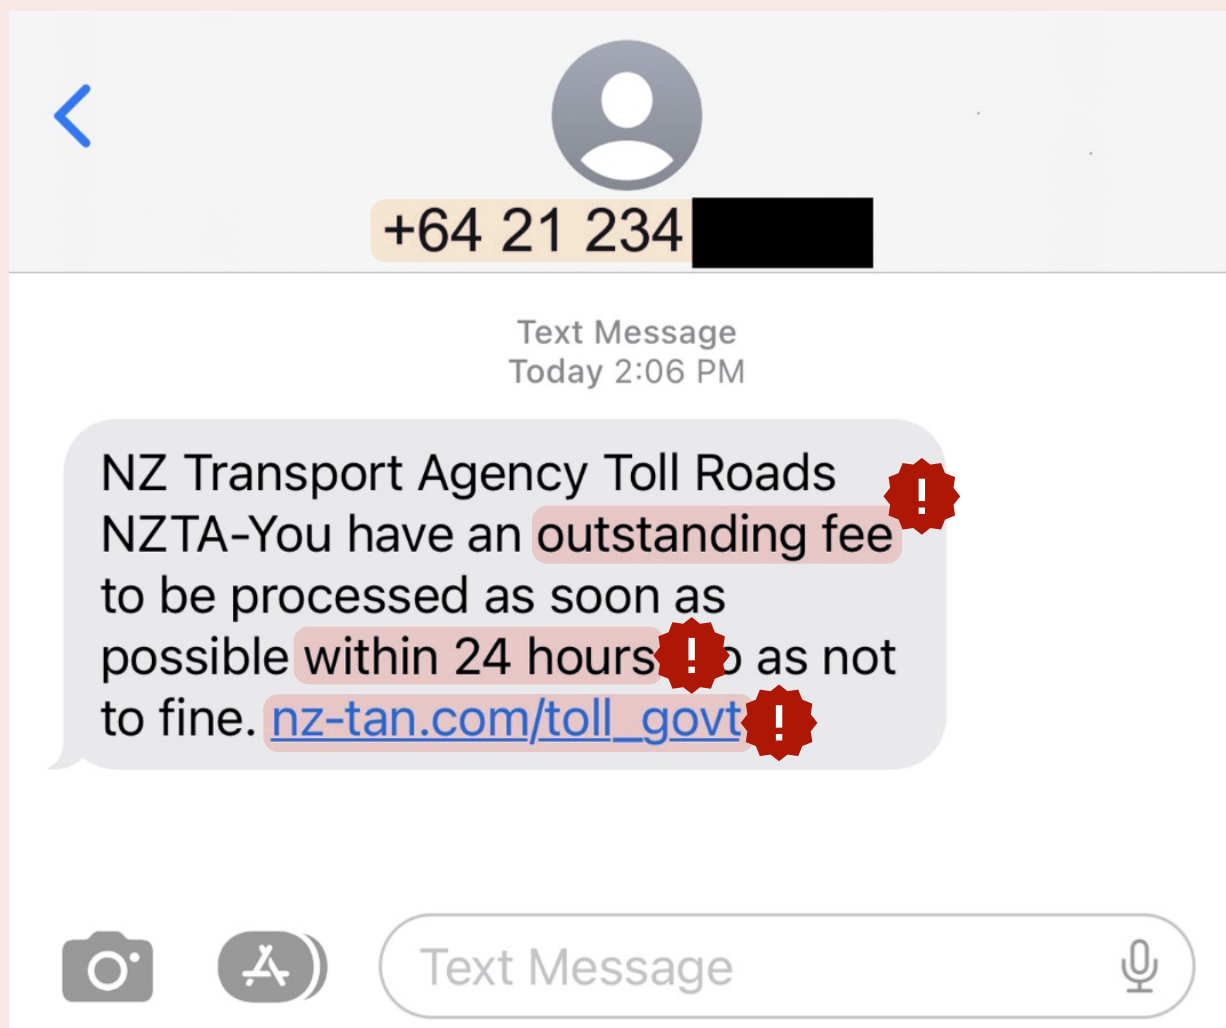 +64 21 234
Text Message
Today 2:06 PM
NZ Transport Agency Toll Roads
NZTA-You have an outstanding fee
to be processed as soon as
possible within 24 hours as not
to fine. nz-tan.com/toll_govt
Text Message